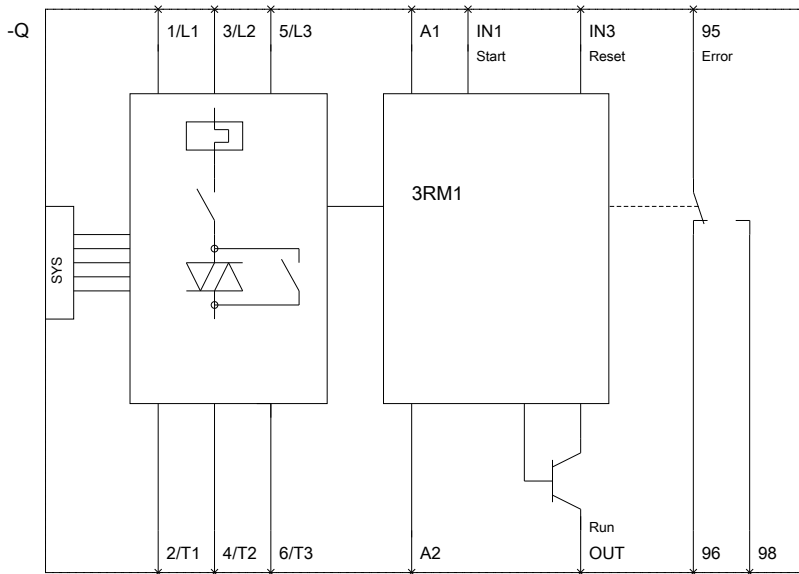 -Q
1/L1 3/L2 5/L3 A1 IN1 IN3 95
Start Reset Error
3RM1
SYS
Run
2/T1 4/T2 6/T3 A2 OUT 96 98